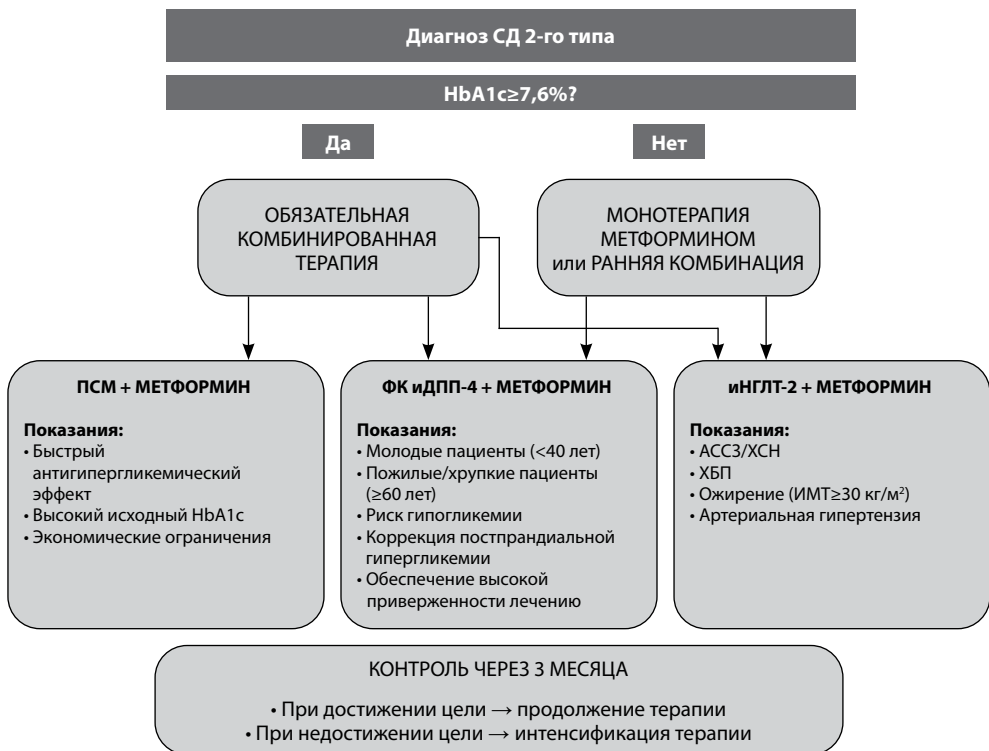 Диагноз СД 2-го типа
HbA1c≥7,6%?
Да
Нет
ОБЯЗАТЕЛЬНАЯ
КОМБИНИРОВАННАЯ
ТЕРАПИЯ
МОНОТЕРАПИЯ
МЕТФОРМИНОМ
или РАННЯЯ КОМБИНАЦИЯ
ПСМ + МЕТФОРМИН
Показания:
• Быстрый
антигипергликемический
эффект
• Высокий исходный HbA1c
• Экономические ограничения
ФК иДПП-4 + МЕТФОРМИН
Показания:
• Молодые пациенты (<40 лет)
• Пожилые/хрупкие пациенты
(≥60 лет)
• Риск гипогликемии
• Коррекция постпрандиальной
гипергликемии
• Обеспечение высокой
приверженности лечению
иНГЛТ-2 + МЕТФОРМИН
Показания:
• АССЗ/ХСН
• ХБП
• Ожирение (ИМТ≥30 кг/м²)
• Артериальная гипертензия
КОНТРОЛЬ ЧЕРЕЗ 3 МЕСЯЦА
• При достижении цели → продолжение терапии
• При недостижении цели → интенсификация терапии